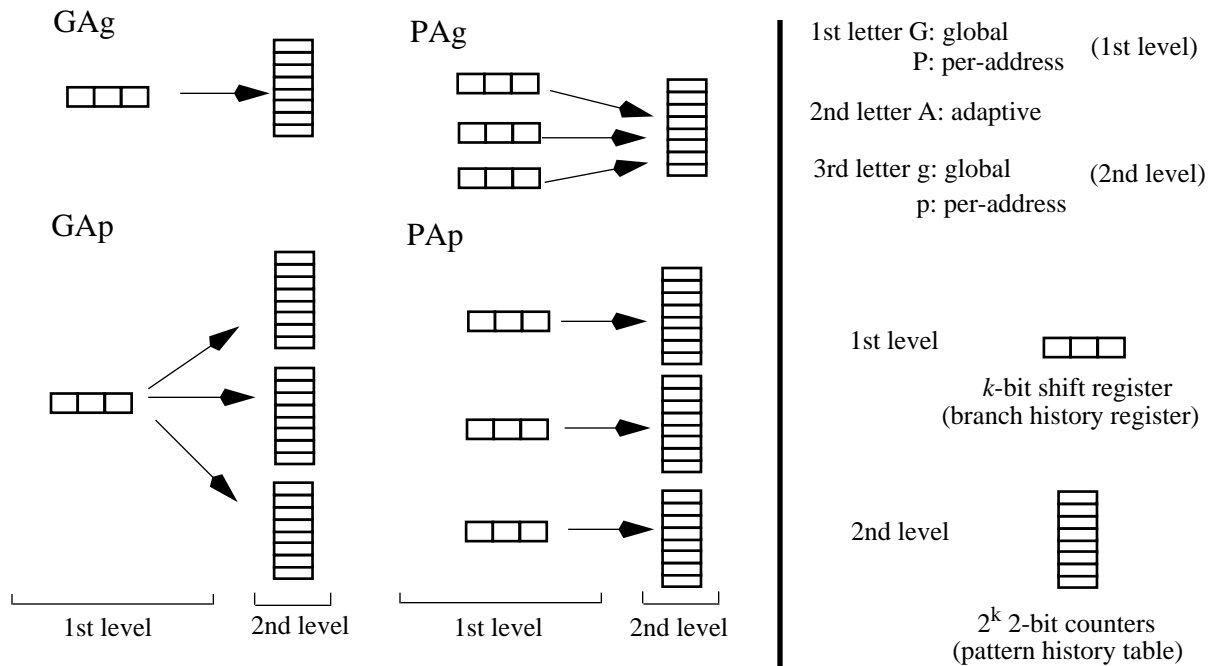 GAg
PAg
GAp
PAp
1st level
2nd level
1st level
2nd level
1st letter G: global
P: per-address
(1st level)
2nd letter A: adaptive
3rd letter g: global
p: per-address
(2nd level)
1st level
k-bit shift register
(branch history register)
2nd level
2^k 2-bit counters
(pattern history table)